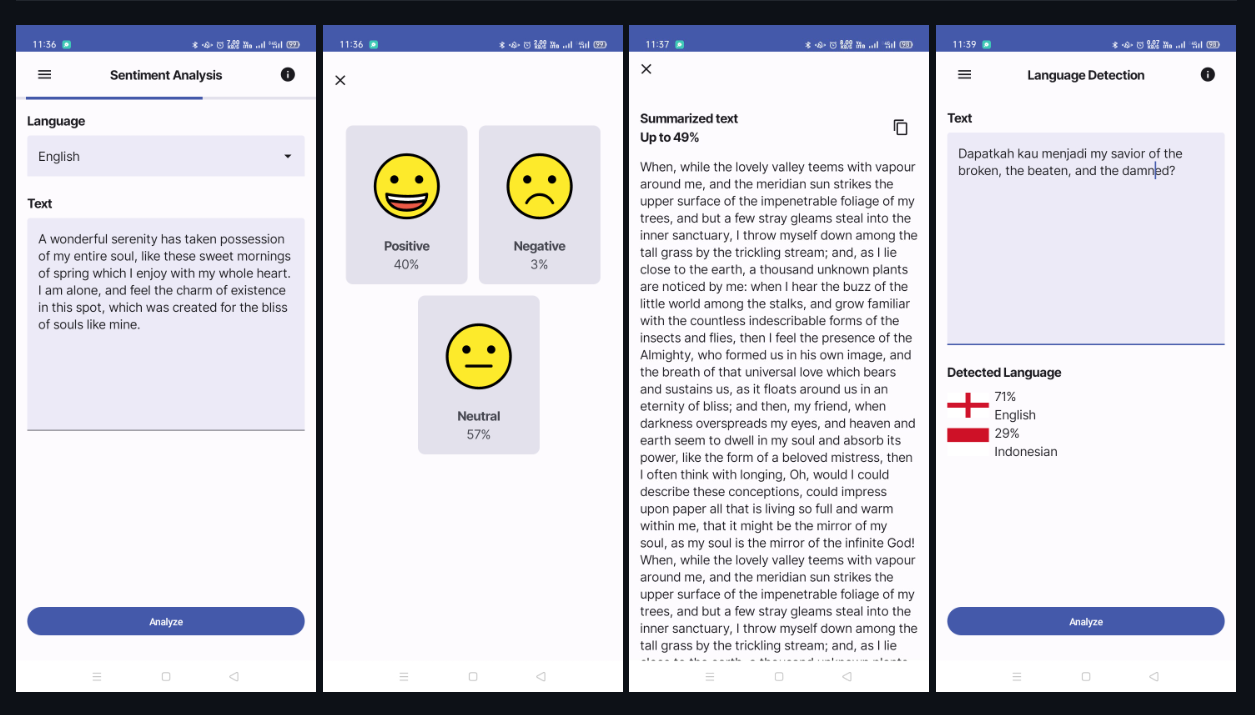 11:36
Sentiment Analysis
Language
English
Text
A wonderful serenity has taken possession
of my entire soul, like these sweet mornings
of spring which I enjoy with my whole heart.
I am alone, and feel the charm of existence
in this spot, which was created for the bliss
of souls like mine.
Analyze
11:36
Positive
40%
Negative
3%
Neutral
57%
11:37
Summarized text
Up to 49%
When, while the lovely valley teems with vapour
around me, and the meridian sun strikes the
upper surface of the impenetrable foliage of my
trees, and but a few stray gleams steal into the
inner sanctuary, I throw myself down among the
tall grass by the trickling stream; and, as I lie
close to the earth, a thousand unknown plants
are noticed by me: when I hear the buzz of the
little world among the stalks, and grow familiar
with the countless indescribable forms of the
insects and flies, then I feel the presence of the
Almighty, who formed us in his own image, and
the breath of that universal love which bears
and sustains us, as it floats around us in an
eternity of bliss; and then, my friend, when
darkness overspreads my eyes, and heaven and
earth seem to dwell in my soul and absorb its
power, like the form of a beloved mistress, then
I often think with longing, Oh, would I could
describe these conceptions, could impress
upon paper all that is living so full and warm
within me, that it might be the mirror of my
soul, as my soul is the mirror of the infinite God!
When, while the lovely valley teems with vapour
around me, and the meridian sun strikes the
upper surface of the impenetrable foliage of my
trees, and but a few stray gleams steal into the
inner sanctuary, I throw myself down among the
tall grass by the trickling stream; and, as I lie
11:39
Language Detection
Text
Dapatkah kau menjadi my savior of the
broken, the beaten, and the damned?
Detected Language
71%
English
29%
Indonesian
Analyze